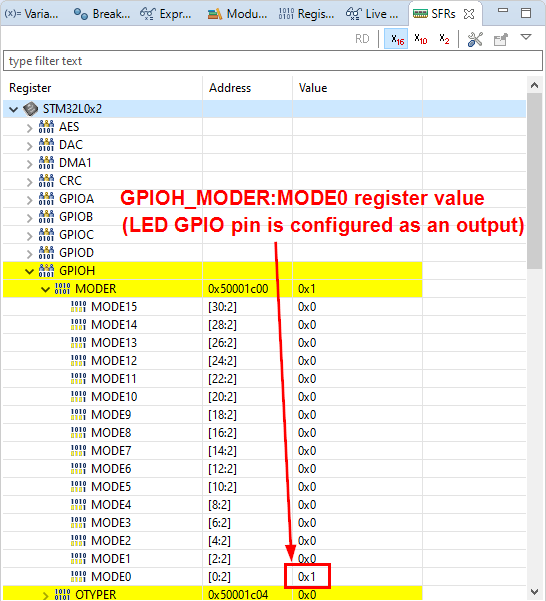 (x)= Varia... Break... Expr... Modu... 1010 0101 Regis... Live ... SFRs
RD X16 X10 X2
type filter text
Register Address Value
STM32L0x2
AES
DAC
DMA1
CRC
GPIOA
GPIOB
GPIOC
GPIOD
GPIOH_MODER:MODE0 register value
(LED GPIO pin is configured as an output)
GPIOH
MODER 0x50001c00 0x1
MODE15 [30:2] 0x0
MODE14 [28:2] 0x0
MODE13 [26:2] 0x0
MODE12 [24:2] 0x0
MODE11 [22:2] 0x0
MODE10 [20:2] 0x0
MODE9 [18:2] 0x0
MODE8 [16:2] 0x0
MODE7 [14:2] 0x0
MODE6 [12:2] 0x0
MODE5 [10:2] 0x0
MODE4 [8:2] 0x0
MODE3 [6:2] 0x0
MODE2 [4:2] 0x0
MODE1 [2:2] 0x0
MODE0 [0:2] 0x1
OTYPER 0x50001c04 0x0